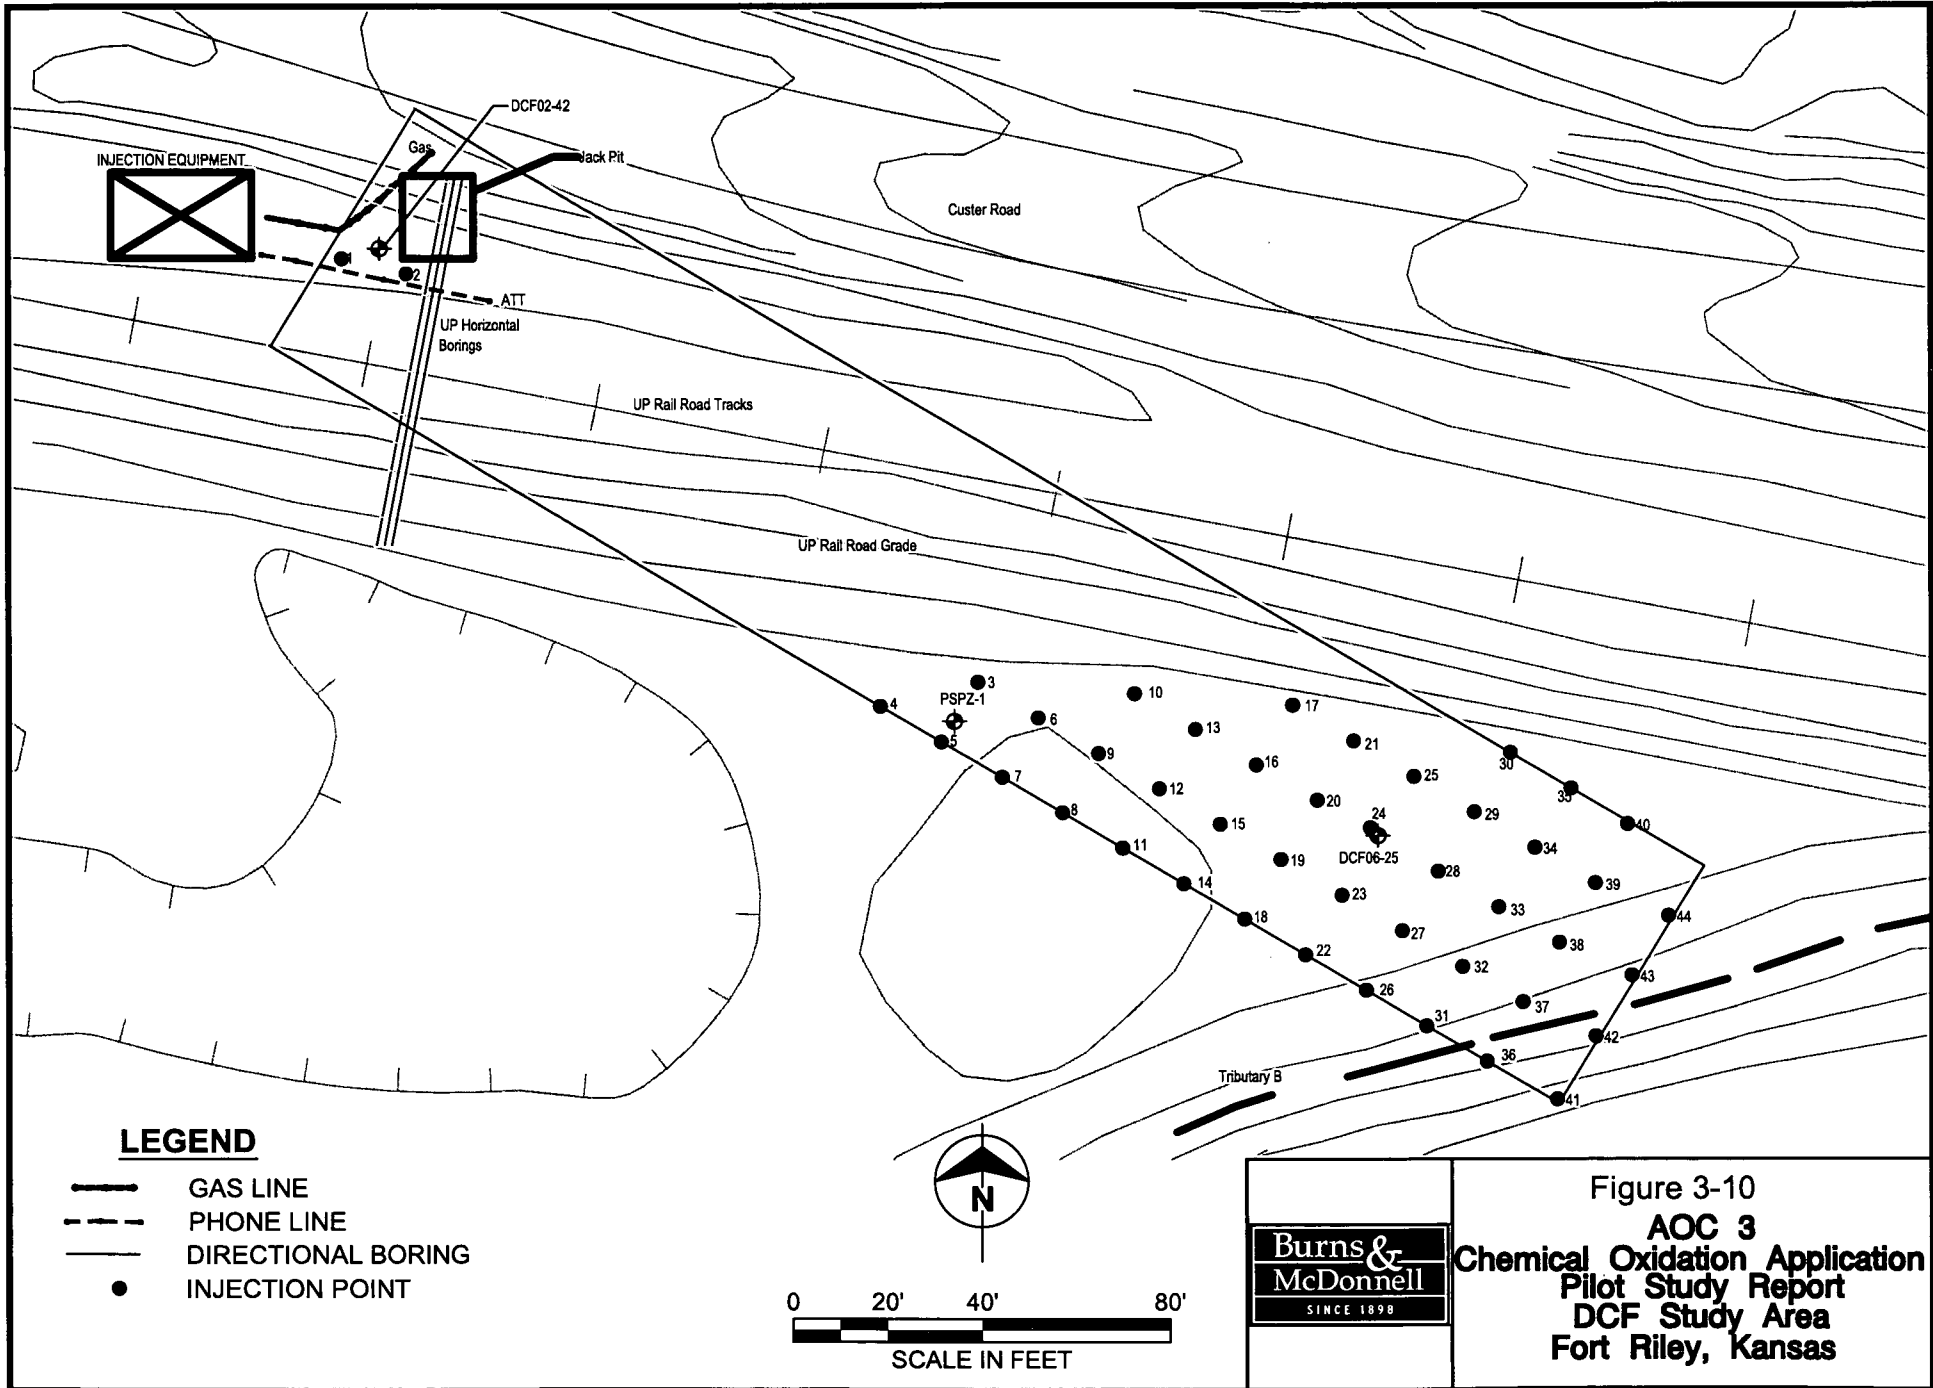 DCF02-42
Gas
Jack Pit
INJECTION EQUIPMENT
Custer Road
1
2
ATT
UP Horizontal
Borings
UP Rail Road Tracks
UP Rail Road Grade
3
PSPZ-1
4
5
6
7
8
9
10
11
12
13
14
15
16
17
18
19
20
21
22
23
24
DCF06-25
25
26
27
28
29
30
31
32
33
34
35
36
37
38
39
40
41
42
43
44
Tributary B
LEGEND
GAS LINE
PHONE LINE
DIRECTIONAL BORING
INJECTION POINT
N
0 20' 40' 80'
SCALE IN FEET
Burns &
McDonnell
SINCE 1898
Figure 3-10
AOC 3
Chemical Oxidation Application
Pilot Study Report
DCF Study Area
Fort Riley, Kansas